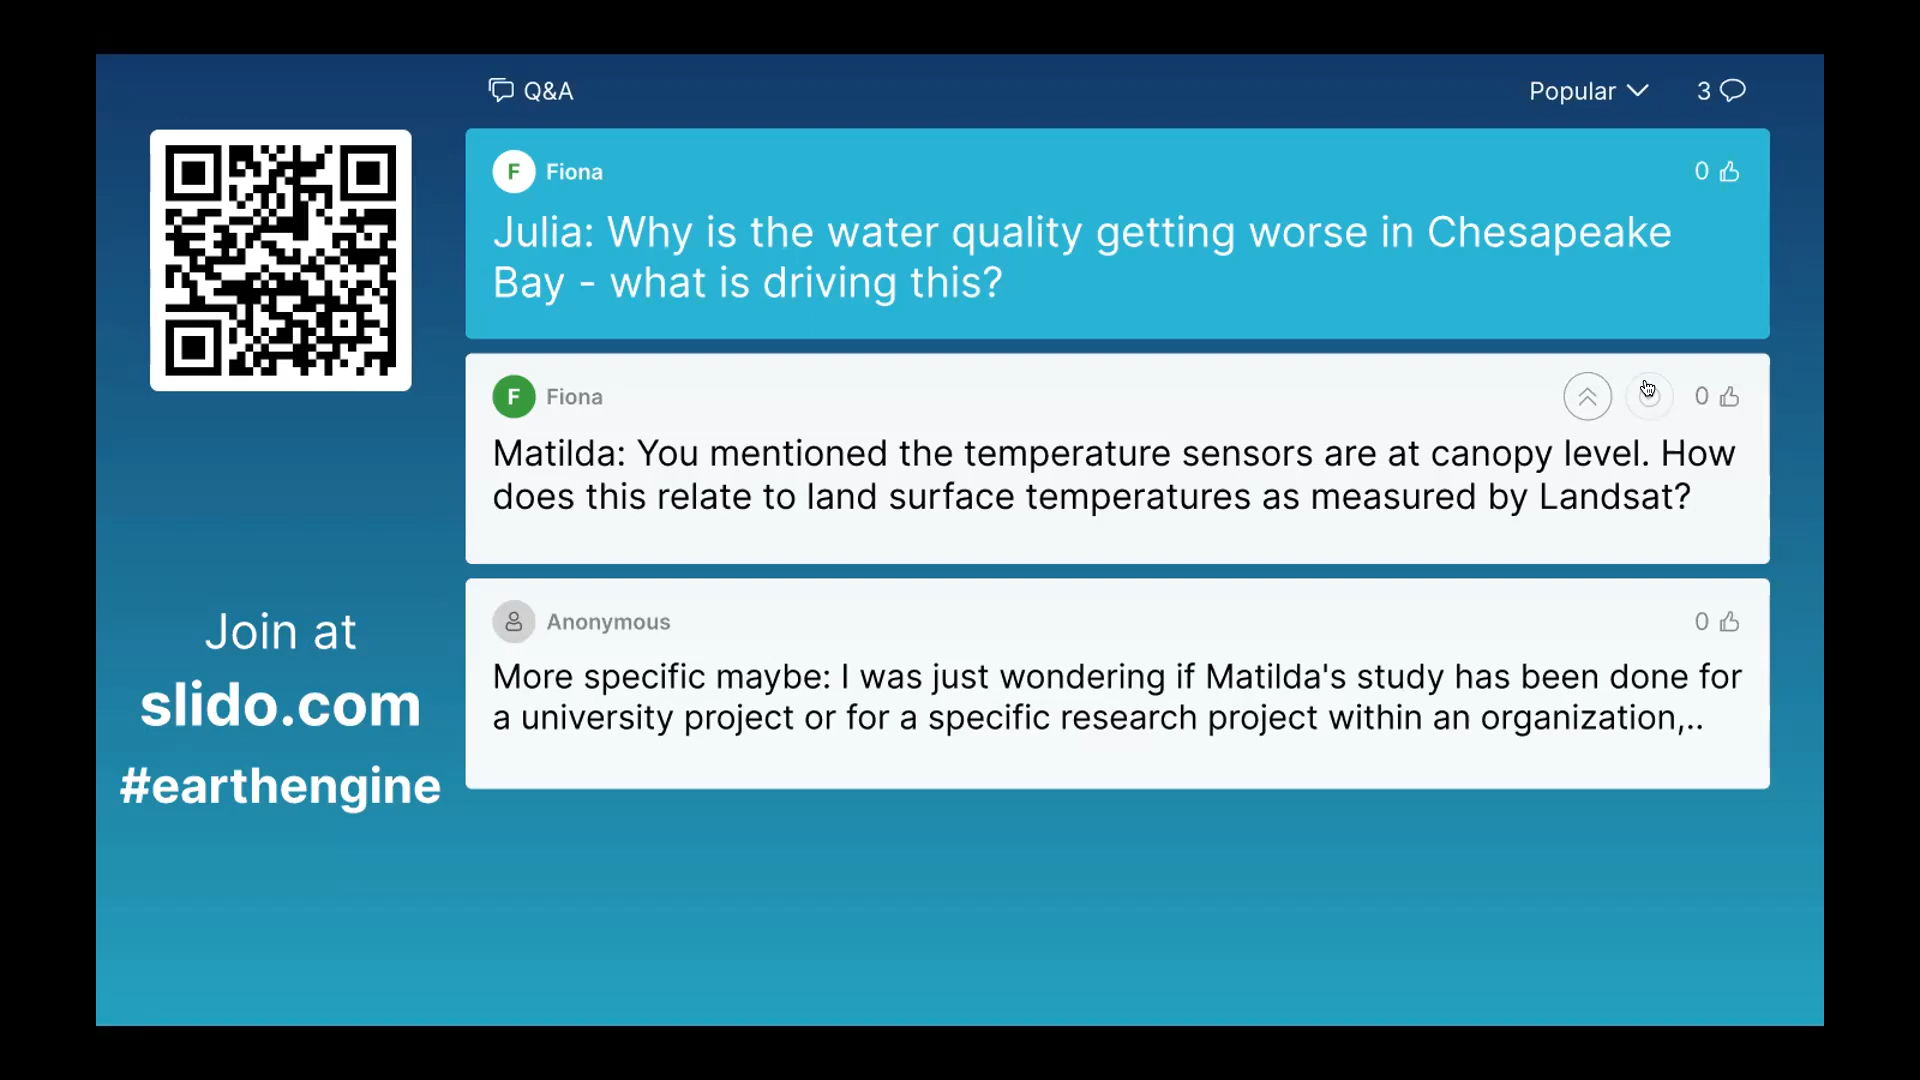 Q&A
Popular
3
F Fiona
0
Julia: Why is the water quality getting worse in Chesapeake
Bay - what is driving this?
F Fiona
0
Matilda: You mentioned the temperature sensors are at canopy level. How
does this relate to land surface temperatures as measured by Landsat?
Anonymous
0
More specific maybe: I was just wondering if Matilda's study has been done for
a university project or for a specific research project within an organization,..
Join at
slido.com
#earthengine